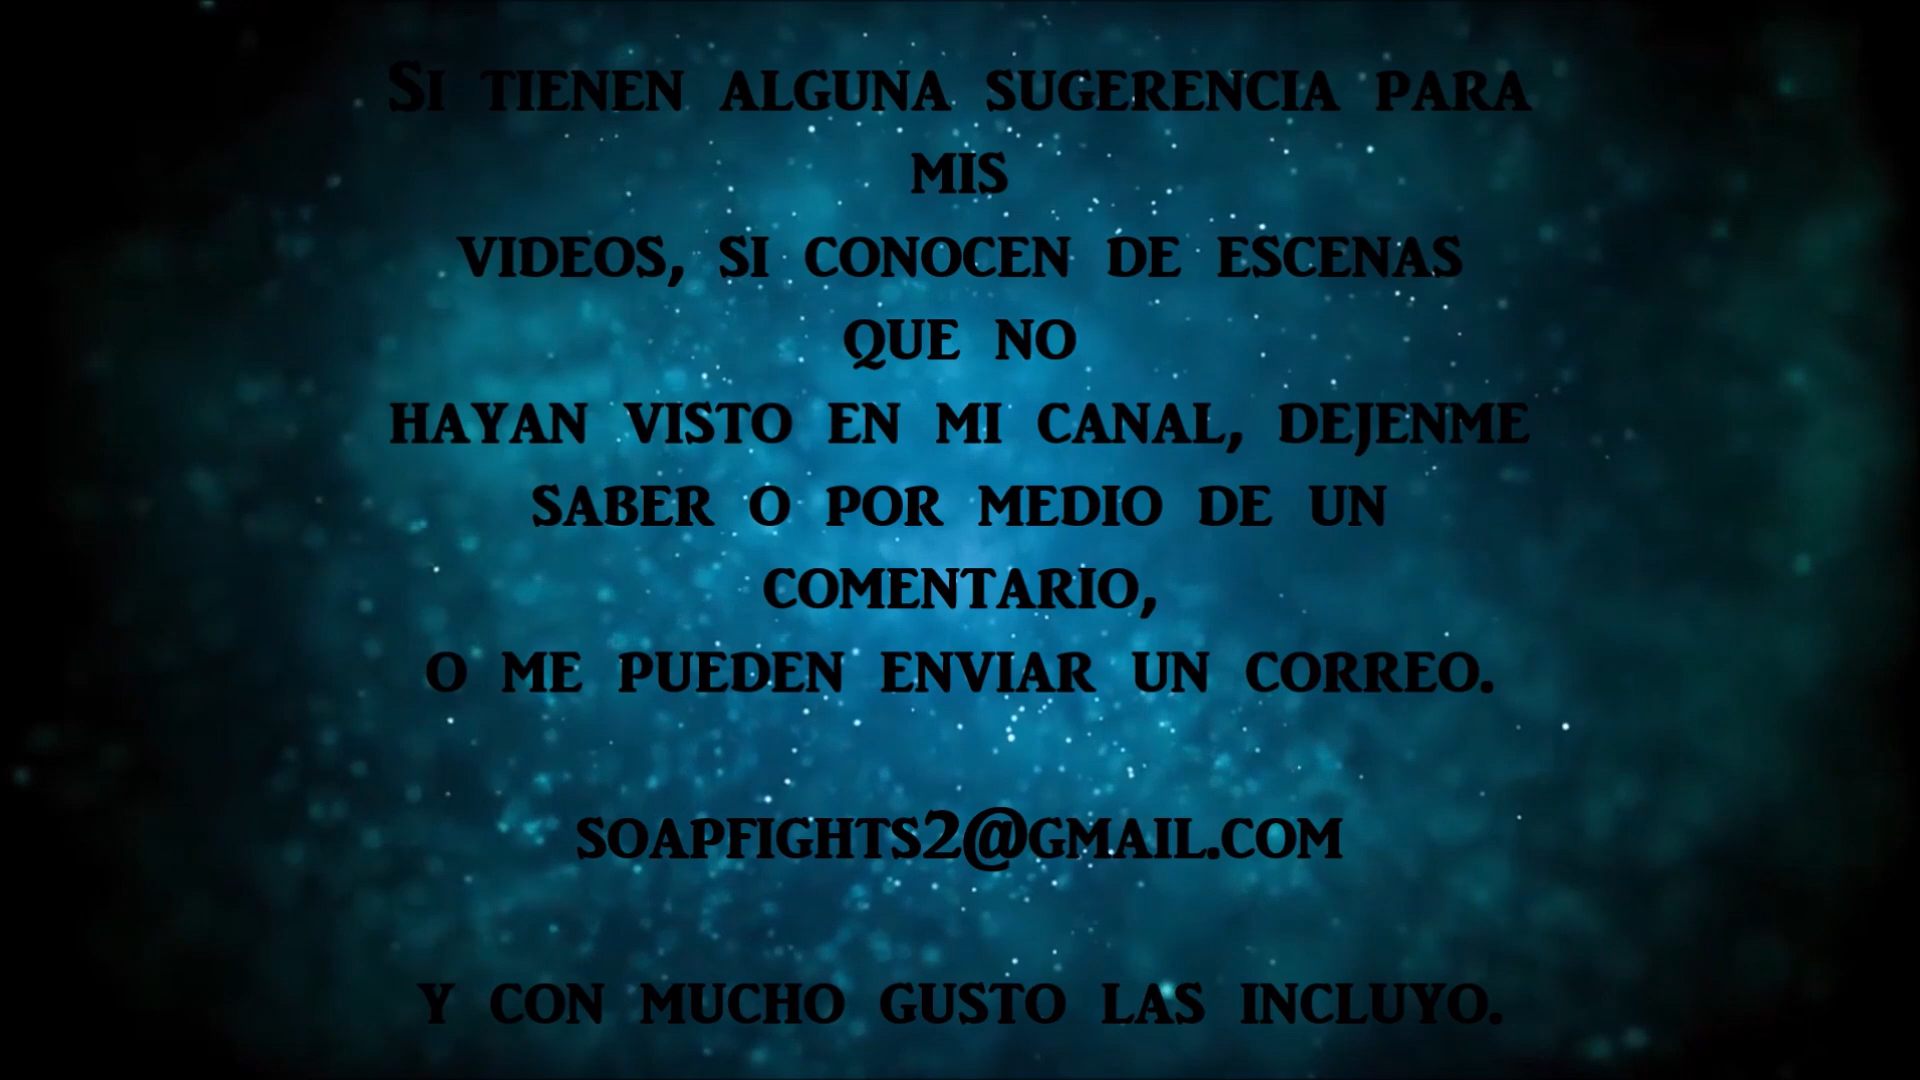 Si tienen alguna sugerencia para
mis
videos, si conocen de escenas
que no
hayan visto en mi canal, dejenme
saber o por medio de un
comentario,
o me pueden enviar un correo.
soapfights2@gmail.com
y con mucho gusto las incluyo.